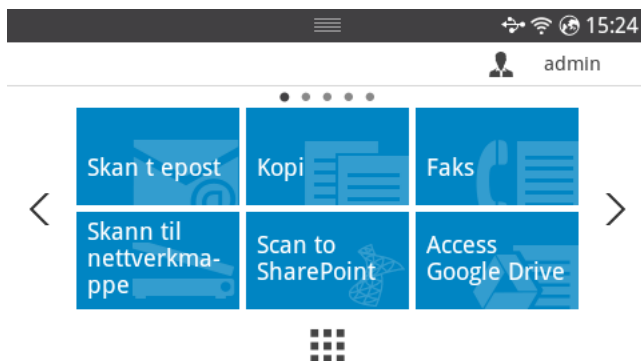 15:24
admin
Skan t epost
Kopi
Faks
Skann til
nettverkma-
ppe
Scan to
SharePoint
Access
Google Drive